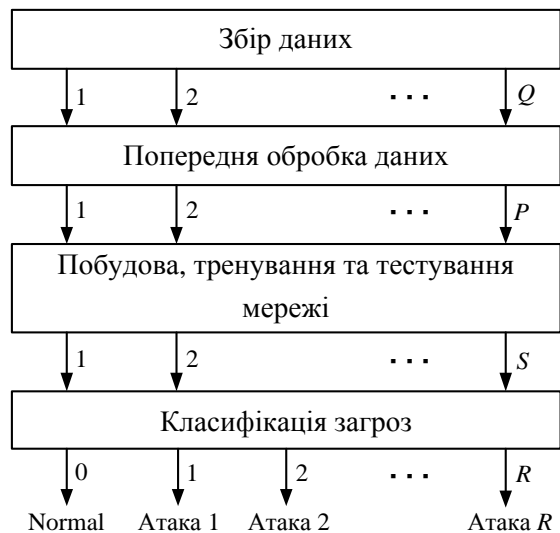 Збір даних
1 2 ... Q
Попередня обробка даних
1 2 ... P
Побудова, тренування та тестування
мережі
1 2 ... S
Класифікація загроз
0 1 2 ... R
Normal Атака 1 Атака 2 Атака R